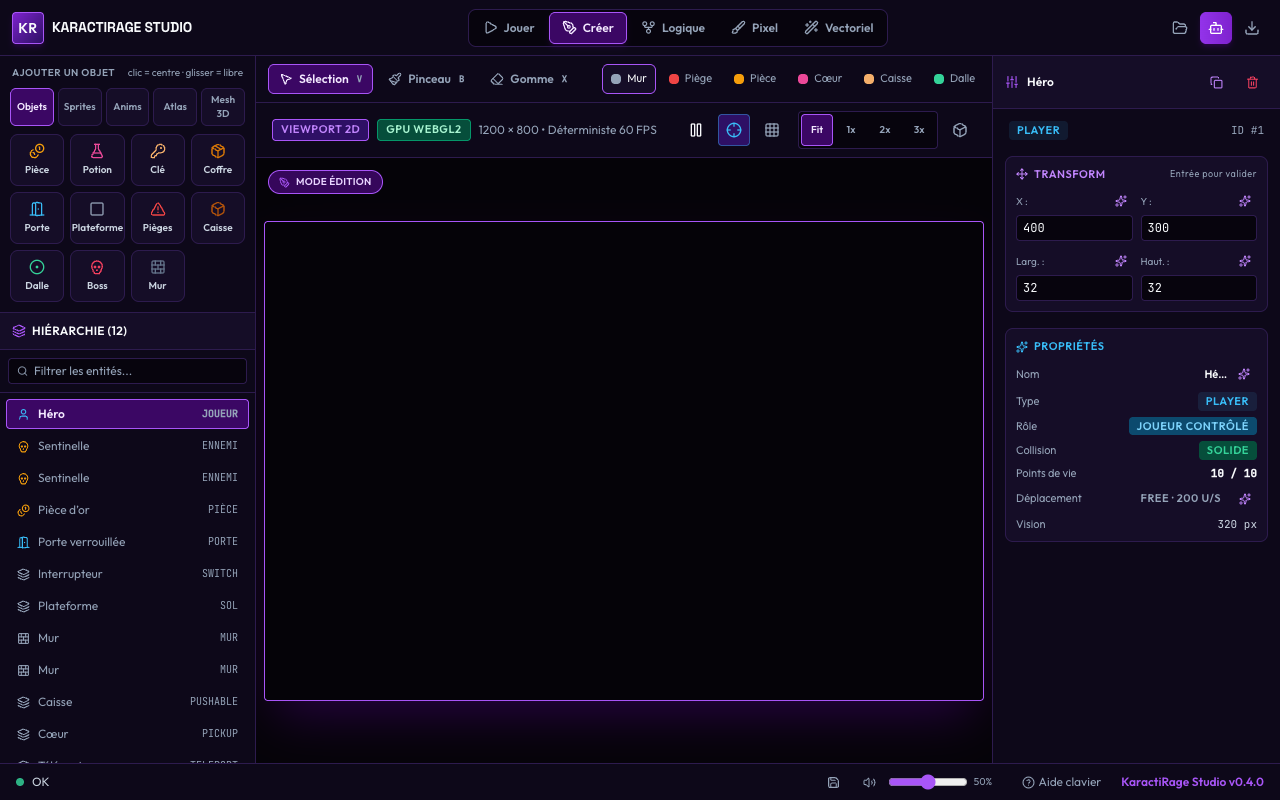 KR KARACTIRAGE STUDIO
Jouer Créer Logique Pixel Vectoriel
AJOUTER UN OBJET clic = centre · glisser = libre
Objets Sprites Anims Atlas Mesh 3D
Pièce Potion Clé Coffre
Porte Plateforme Pièges Caisse
Dalle Boss Mur
HIÉRARCHIE (12)
Filtrer les entités...
Héro JOUEUR
Sentinelle ENNEMI
Sentinelle ENNEMI
Pièce d'or PIÈCE
Porte verrouillée PORTE
Interrupteur SWITCH
Plateforme SOL
Mur MUR
Mur MUR
Caisse PUSHABLE
Cœur PICKUP
Sélection V Pinceau B Gomme X Mur Piège Pièce Cœur Caisse Dalle
VIEWPORT 2D GPU WEBGL2 1200 × 800 • Déterministe 60 FPS Fit 1x 2x 3x
MODE ÉDITION
Héro
PLAYER ID #1
TRANSFORM Entrée pour valider
X : Y :
400 300
Larg. : Haut. :
32 32
PROPRIÉTÉS
Nom Hé...
Type PLAYER
Rôle JOUEUR CONTRÔLÉ
Collision SOLIDE
Points de vie 10 / 10
Déplacement FREE · 200 U/S
Vision 320 px
OK 50% Aide clavier KaractiRage Studio v0.4.0